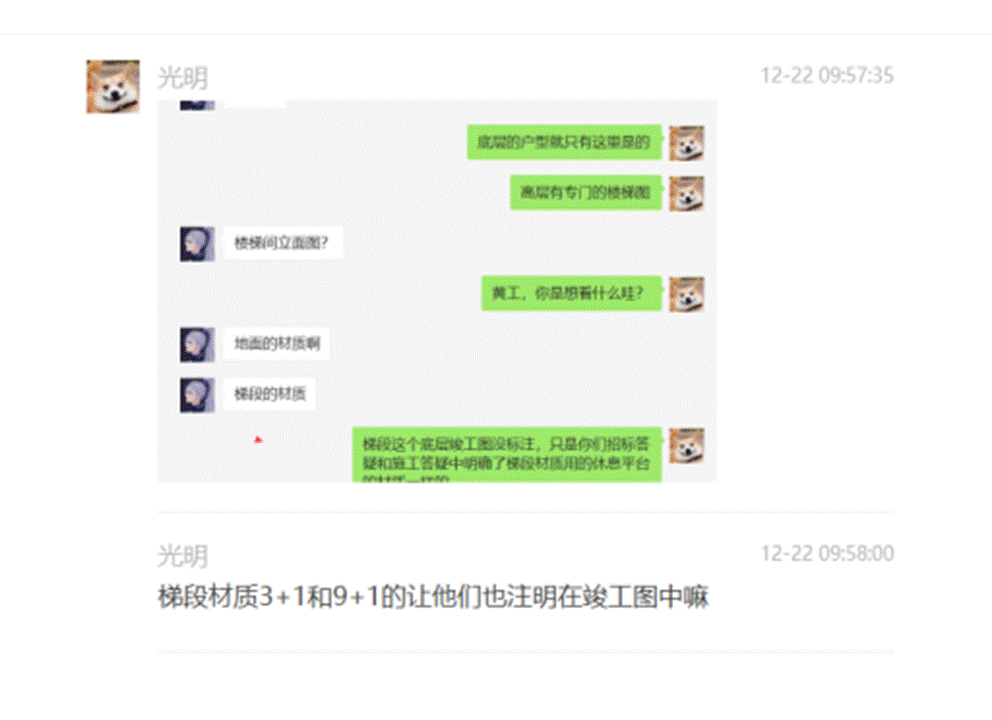 光明
12-22 09:57:35
底层的户型就只有这里是的
高层有专门的楼梯图
楼梯间立面图?
黄工，你是想看什么哇?
地面的材质啊
梯段的材质
梯段这个底层竣工图没标注，只是你们招标答
疑和施工答疑中明确了梯段材质用的休息平台
的材质一样的
光明
12-22 09:58:00
梯段材质3+1和9+1的让他们也注明在竣工图中嘛